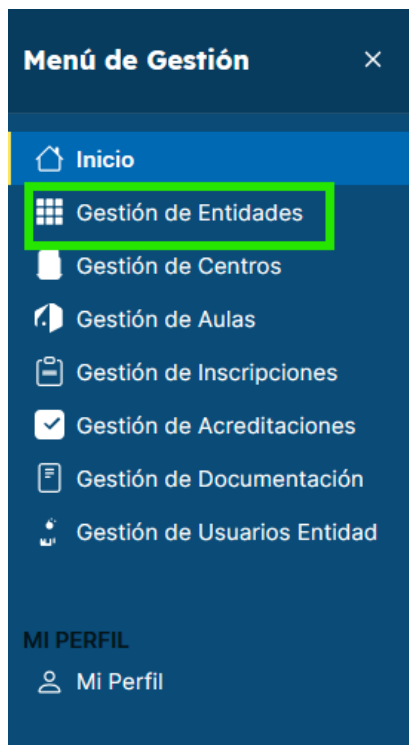 Menú de Gestión
Inicio
Gestión de Entidades
Gestión de Centros
Gestión de Aulas
Gestión de Inscripciones
Gestión de Acreditaciones
Gestión de Documentación
Gestión de Usuarios Entidad
MI PERFIL
Mi Perfil